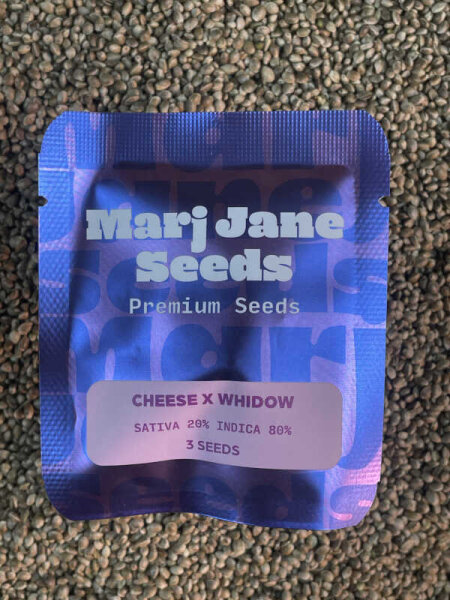 Marj Jane
Seeds
Premium Seeds
CHEESE X WHIDOW
SATIVA 20% INDICA 80%
3 SEEDS